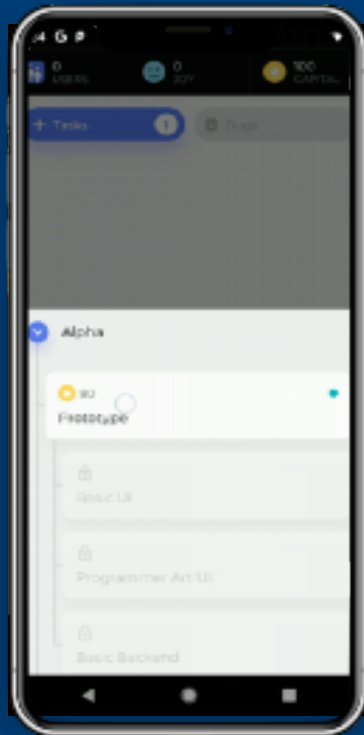 0
USERS
0
JOY
100
CAPITAL
+ Tasks
1
Alpha
Prototype
Basic UI
Programmer Art UI
Basic Backend